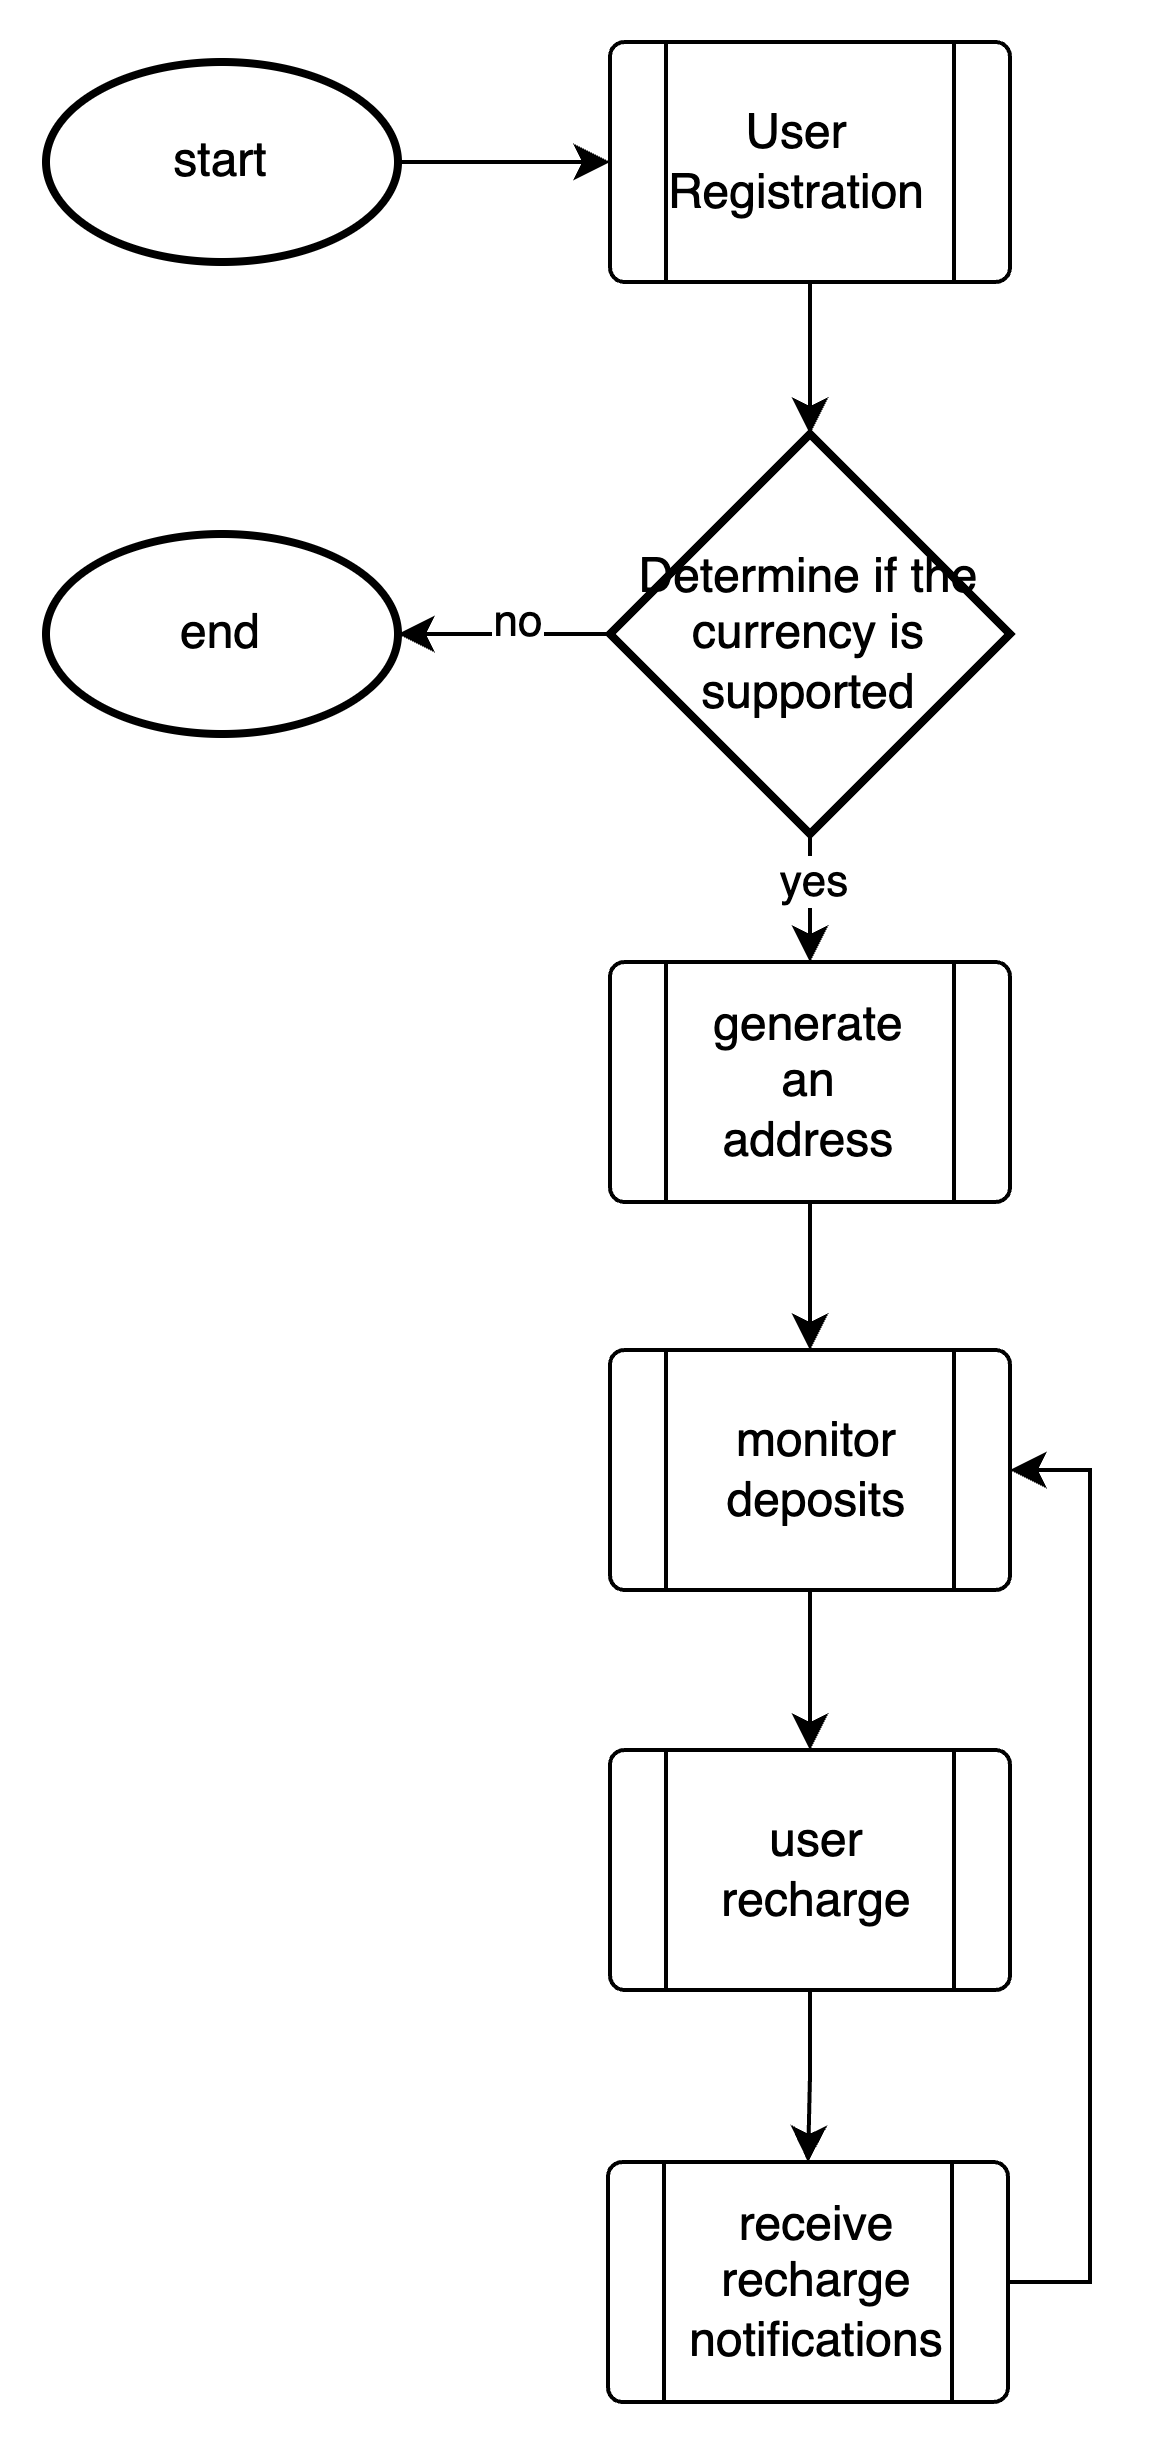 start
User
Registration
Determine if the
currency is
supported
no
end
yes
generate
an
address
monitor
deposits
user
recharge
receive
recharge
notifications